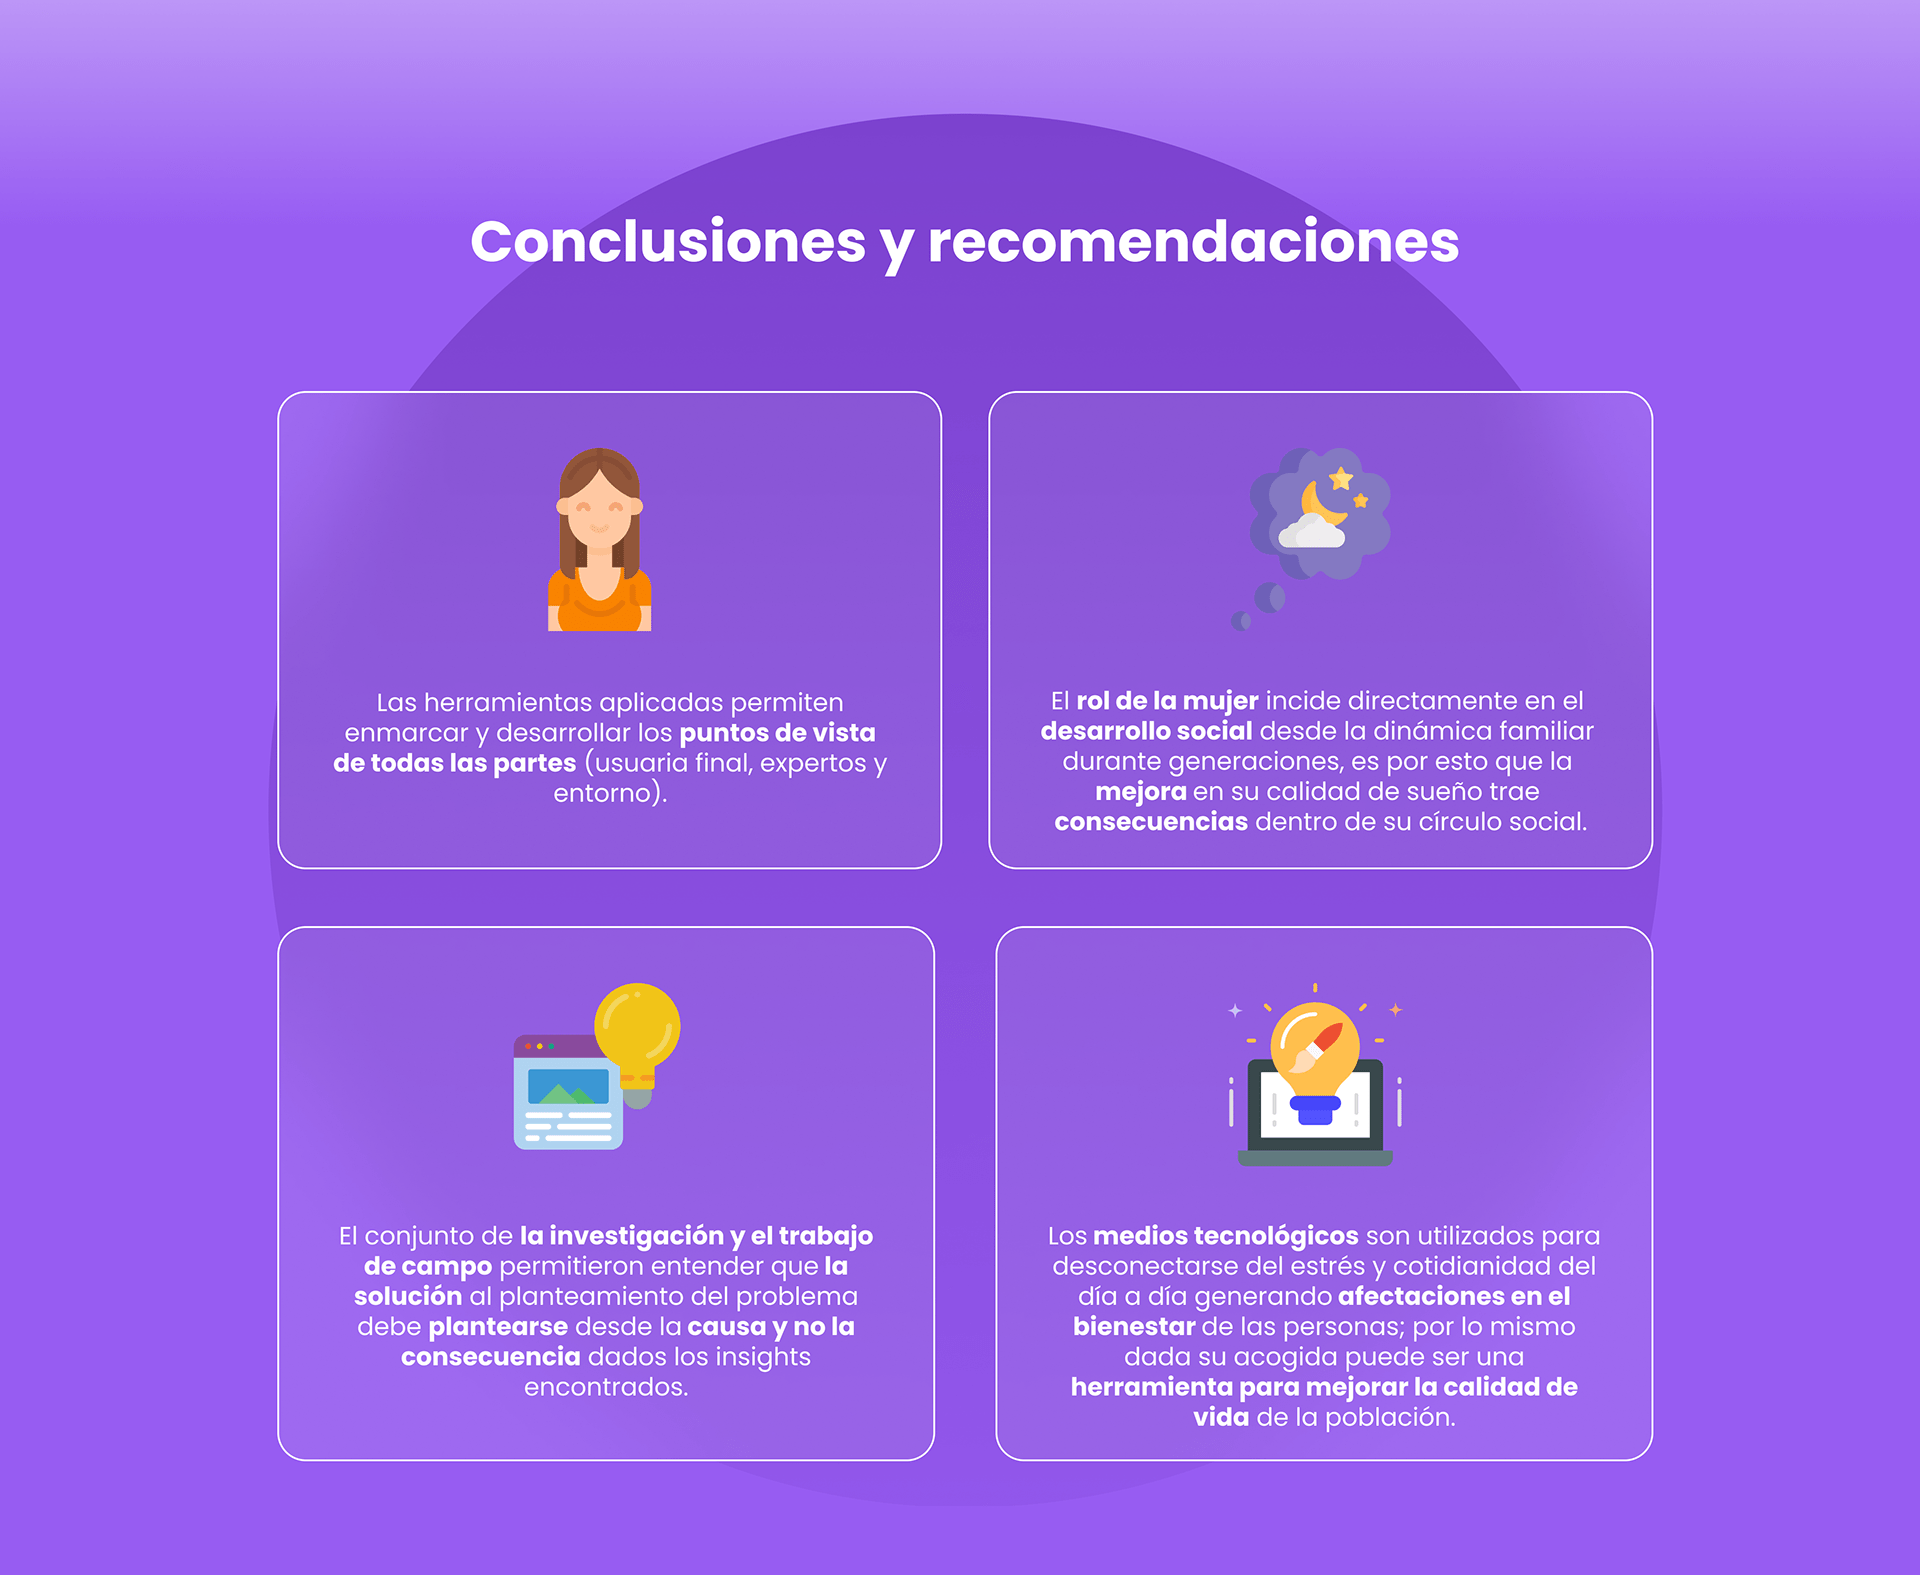 Conclusiones y recomendaciones
Las herramientas aplicadas permiten
enmarcar y desarrollar los puntos de vista
de todas las partes (usuaria final, expertos y
entorno).
El rol de la mujer incide directamente en el
desarrollo social desde la dinámica familiar
durante generaciones, es por esto que la
mejora en su calidad de sueño trae
consecuencias dentro de su círculo social.
El conjunto de la investigación y el trabajo
de campo permitieron entender que la
solución al planteamiento del problema
debe plantearse desde la causa y no la
consecuencia dados los insights
encontrados.
Los medios tecnológicos son utilizados para
desconectarse del estrés y cotidianidad del
día a día generando afectaciones en el
bienestar de las personas; por lo mismo
dada su acogida puede ser una
herramienta para mejorar la calidad de
vida de la población.